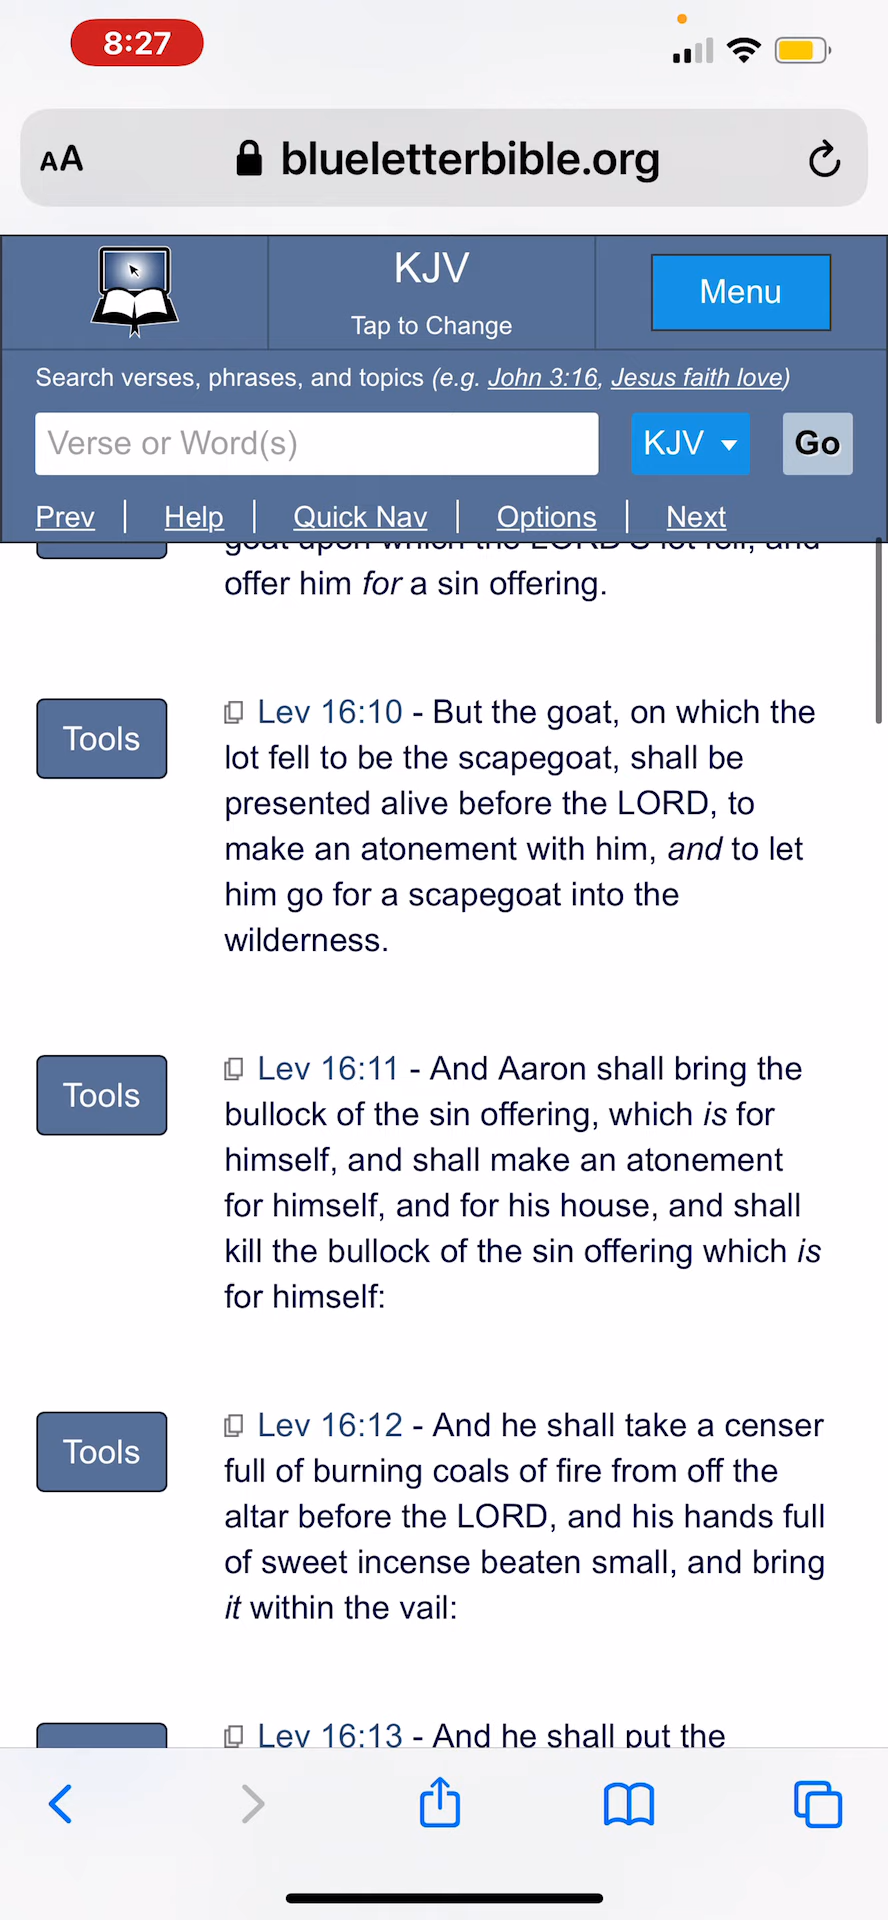 8:27
AA blueletterbible.org
KJV
Tap to Change
Menu
Search verses, phrases, and topics (e.g. John 3:16, Jesus faith love)
Verse or Word(s)
KJV
Go
Prev | Help | Quick Nav | Options | Next
goat upon which the LORD'S lot fell, and
offer him for a sin offering.
Tools
Lev 16:10 - But the goat, on which the
lot fell to be the scapegoat, shall be
presented alive before the LORD, to
make an atonement with him, and to let
him go for a scapegoat into the
wilderness.
Tools
Lev 16:11 - And Aaron shall bring the
bullock of the sin offering, which is for
himself, and shall make an atonement
for himself, and for his house, and shall
kill the bullock of the sin offering which is
for himself:
Tools
Lev 16:12 - And he shall take a censer
full of burning coals of fire from off the
altar before the LORD, and his hands full
of sweet incense beaten small, and bring
it within the vail:
Lev 16:13 - And he shall put the